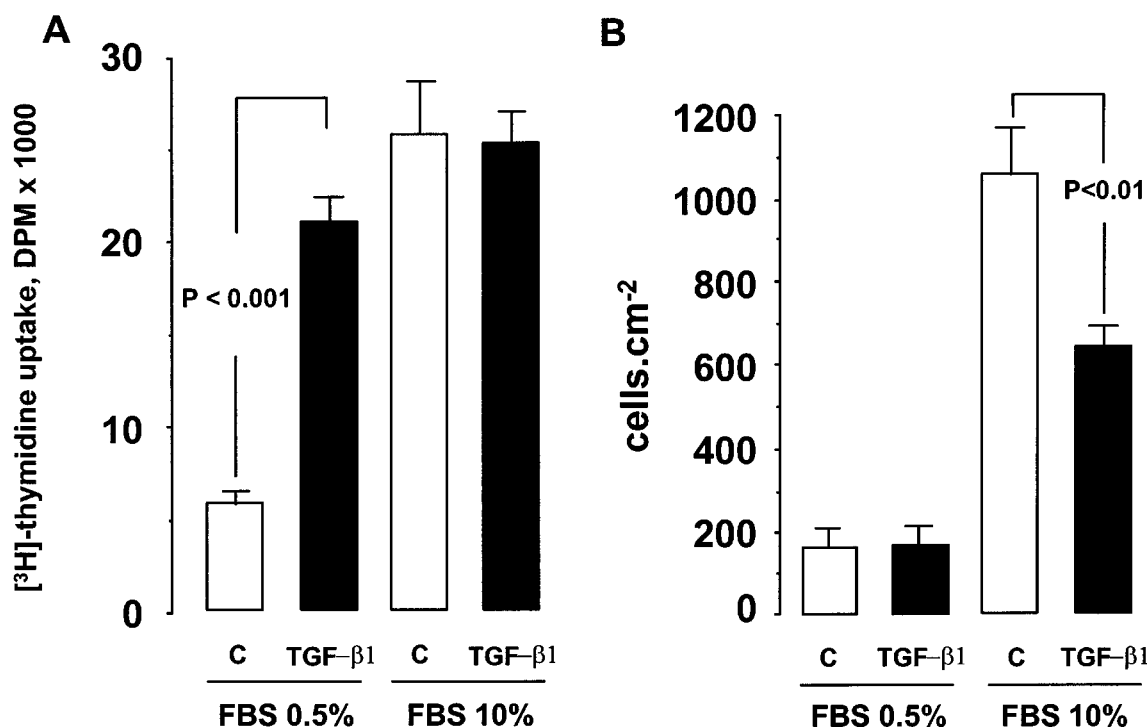 A
[³H]-thymidine uptake, DPM x 1000
30
20
10
0
P < 0.001
C TGF-β1 C TGF-β1
FBS 0.5% FBS 10%
B
cells.cm⁻²
1200
1000
800
600
400
200
0
P<0.01
C TGF-β1 C TGF-β1
FBS 0.5% FBS 10%